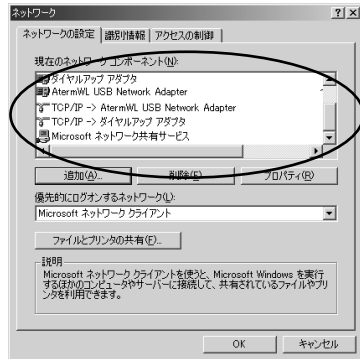 ネットワーク
ネットワークの設定 識別情報 アクセスの制御
現在のネットワーク コンポーネント(N):
ダイヤルアップ アダプタ
AtermWL USB Network Adapter
TCP/IP -> AtermWL USB Network Adapter
TCP/IP -> ダイヤルアップ アダプタ
Microsoft ネットワーク共有サービス
追加(A)... 削除(E) プロパティ(R)
優先的にログオンするネットワーク(L):
Microsoft ネットワーク クライアント
ファイルとプリンタの共有(F)...
説明
Microsoft ネットワーク クライアントを使うと、Microsoft Windows を実行
するほかのコンピュータやサーバーに接続して、共有されているファイルやプリ
ンタを利用できます。
OK キャンセル